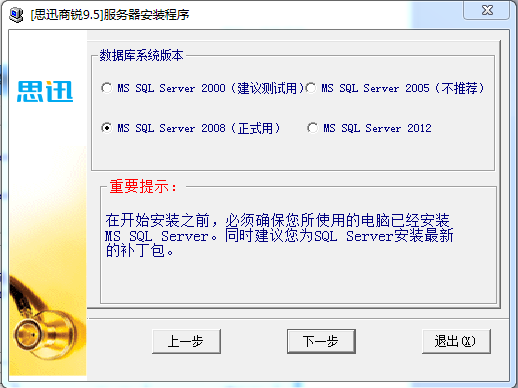 [思迅商锐9.5]服务器安装程序
思迅
数据库系统版本
MS SQL Server 2000（建议测试用） MS SQL Server 2005（不推荐）
MS SQL Server 2008（正式用） MS SQL Server 2012
重要提示：
在开始安装之前，必须确保您所使用的电脑已经安装
MS SQL Server。同时建议您为SQL Server安装最新
的补丁包。
上一步 下一步 退出(X)